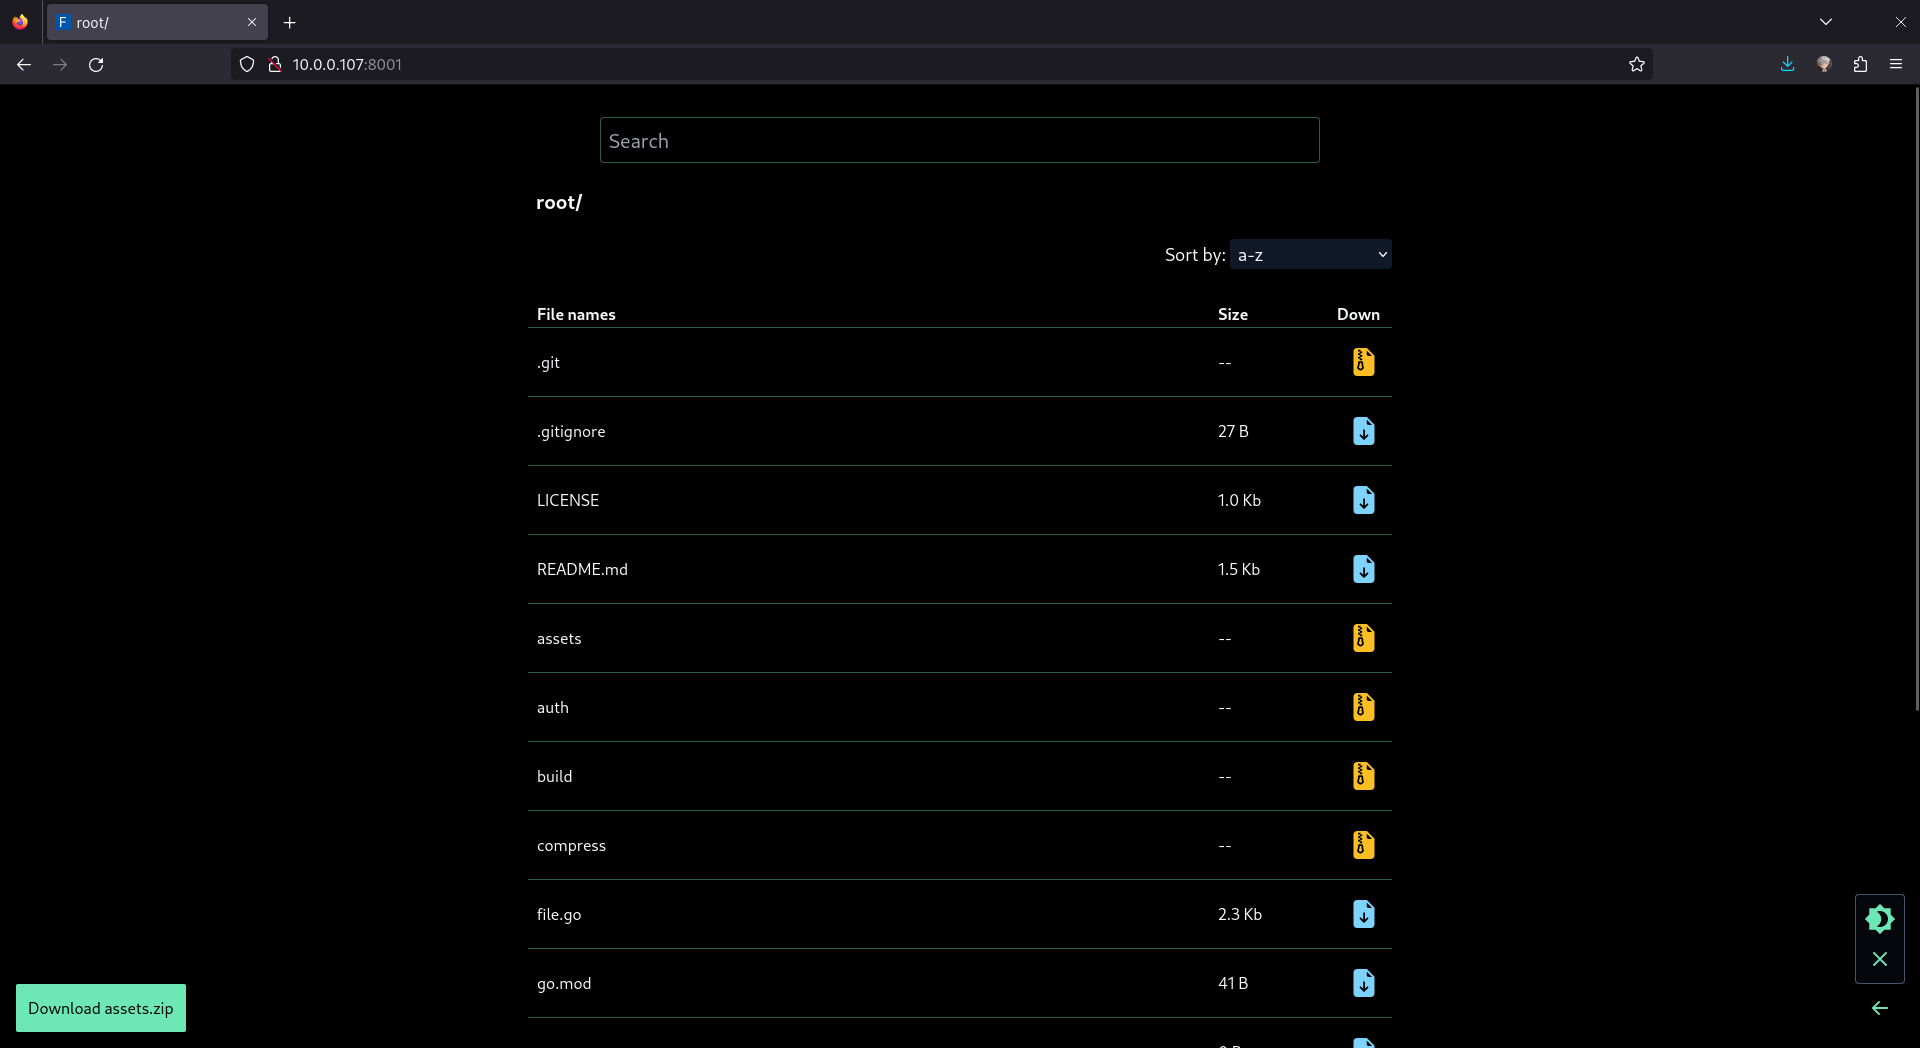 F root/
10.0.0.107:8001
Search
root/
Sort by: a-z
File names Size Down
.git --
.gitignore 27 B
LICENSE 1.0 Kb
README.md 1.5 Kb
assets --
auth --
build --
compress --
file.go 2.3 Kb
go.mod 41 B
Download assets.zip